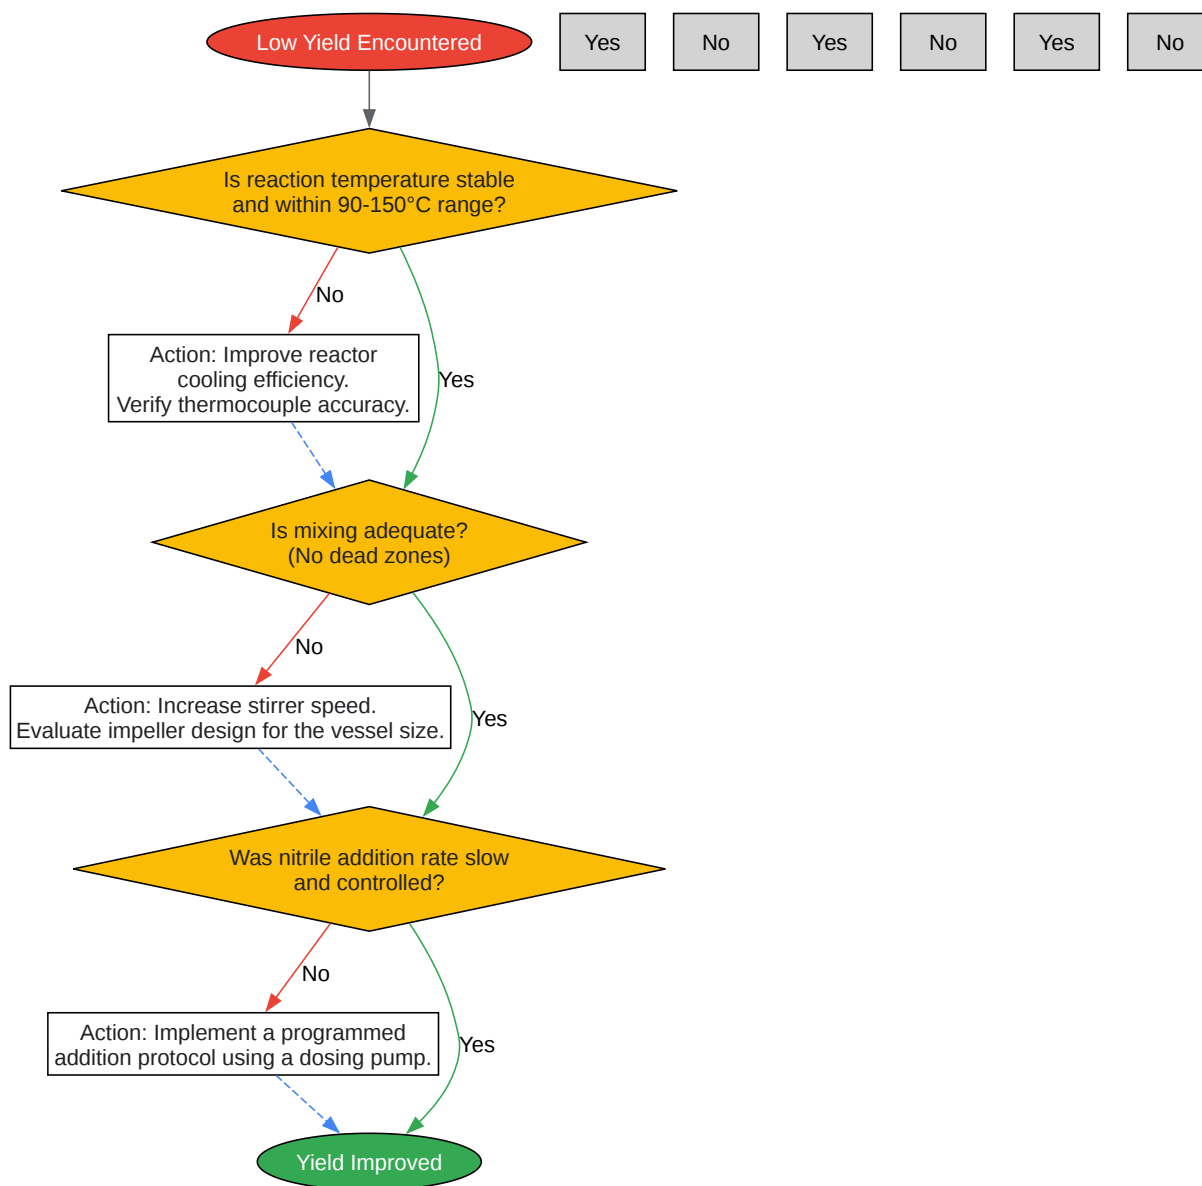 Low Yield Encountered
Yes
No
Yes
No
Yes
No
Is reaction temperature stable
and within 90-150°C range?
No
Action: Improve reactor
cooling efficiency.
Verify thermocouple accuracy.
Yes
Is mixing adequate?
(No dead zones)
No
Action: Increase stirrer speed.
Evaluate impeller design for the vessel size.
Yes
Was nitrile addition rate slow
and controlled?
No
Action: Implement a programmed
addition protocol using a dosing pump.
Yes
Yield Improved